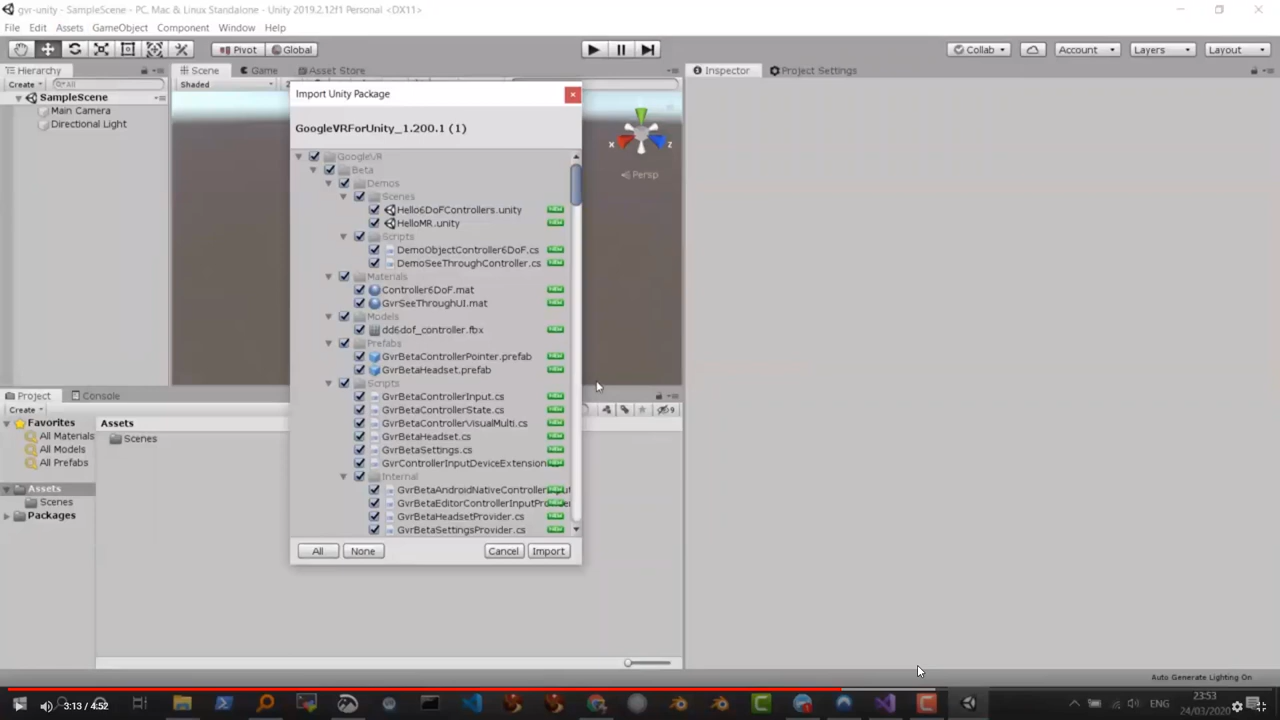 gvr-unity - SampleScene - PC, Mac & Linux Standalone - Unity 2019.2.12f1 Personal <DX11>
File Edit Assets GameObject Component Window Help
Pivot Global Collab Account Layers Layout
Hierarchy Scene Game Asset Store Inspector Project Settings
Create All Shaded
SampleScene
Main Camera
Directional Light
Import Unity Package
GoogleVRForUnity_1.200.1 (1)
GoogleVR
Beta
Demos
Scenes
Hello6DoFControllers.unity
HelloMR.unity
Scripts
DemoObjectController6DoF.cs
DemoSeeThroughController.cs
Materials
Controller6DoF.mat
GvrSeeThroughUI.mat
Models
dd6dof_controller.fbx
Prefabs
GvrBetaControllerPointer.prefab
GvrBetaHeadset.prefab
Scripts
GvrBetaControllerInput.cs
GvrBetaControllerState.cs
GvrBetaControllerVisualMulti.cs
GvrBetaHeadset.cs
GvrBetaSettings.cs
GvrControllerInputDeviceExtension
Internal
GvrBetaAndroidNativeControllerInput
GvrBetaEditorControllerInputProvider
GvrBetaHeadsetProvider.cs
GvrBetaSettingsProvider.cs
All None Cancel Import
x z
Persp
Project Console
Create
9
Favorites
All Materials
All Models
All Prefabs
Assets
Scenes
Packages
Assets
Scenes
Auto Generate Lighting On
3:13 / 4:52
ENG
23:53
24/03/2020